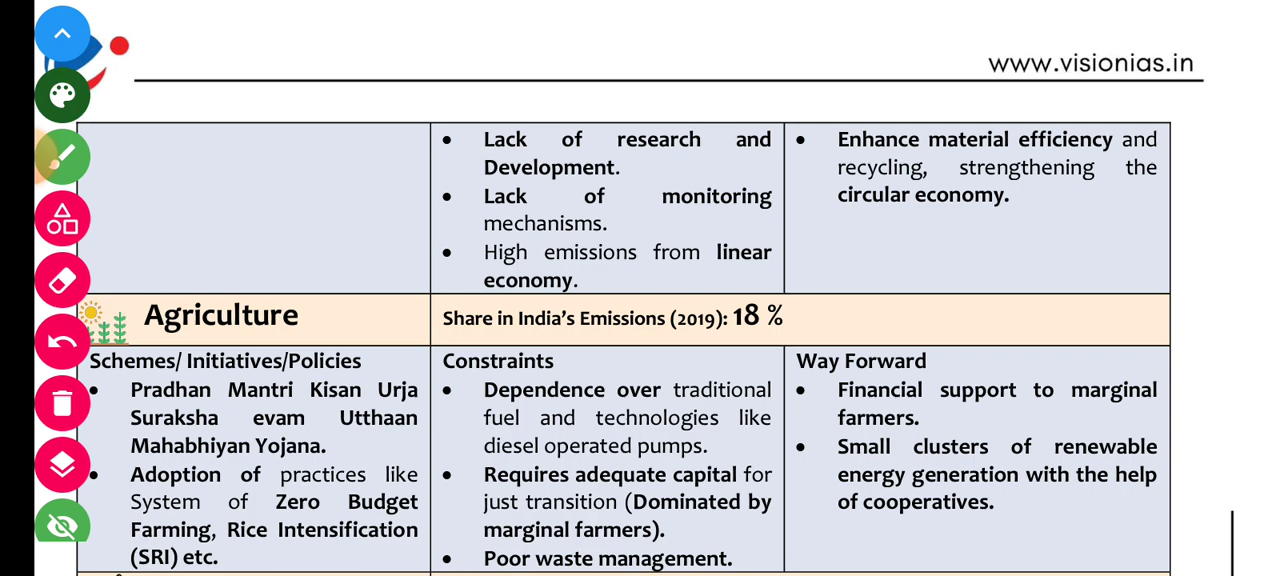 www.visionias.in
• Lack of research and
Development.
• Lack of monitoring
mechanisms.
• High emissions from linear
economy.
• Enhance material efficiency and
recycling, strengthening the
circular economy.
Agriculture
Share in India's Emissions (2019): 18 %
Schemes/ Initiatives/Policies
• Pradhan Mantri Kisan Urja
Suraksha evam Utthaan
Mahabhiyan Yojana.
• Adoption of practices like
System of Zero Budget
Farming, Rice Intensification
(SRI) etc.
Constraints
• Dependence over traditional
fuel and technologies like
diesel operated pumps.
• Requires adequate capital for
just transition (Dominated by
marginal farmers).
• Poor waste management.
Way Forward
• Financial support to marginal
farmers.
• Small clusters of renewable
energy generation with the help
of cooperatives.